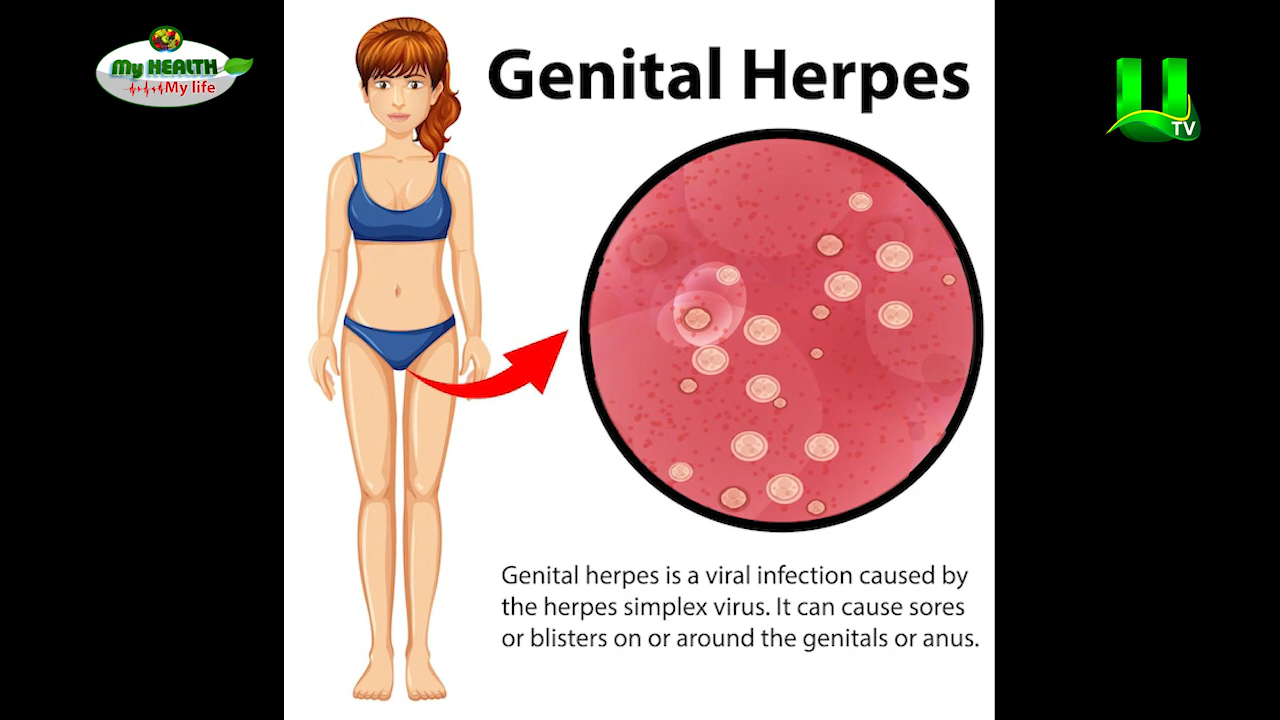 My HEALTH
My life
Genital Herpes
U
TV
Genital herpes is a viral infection caused by
the herpes simplex virus. It can cause sores
or blisters on or around the genitals or anus.